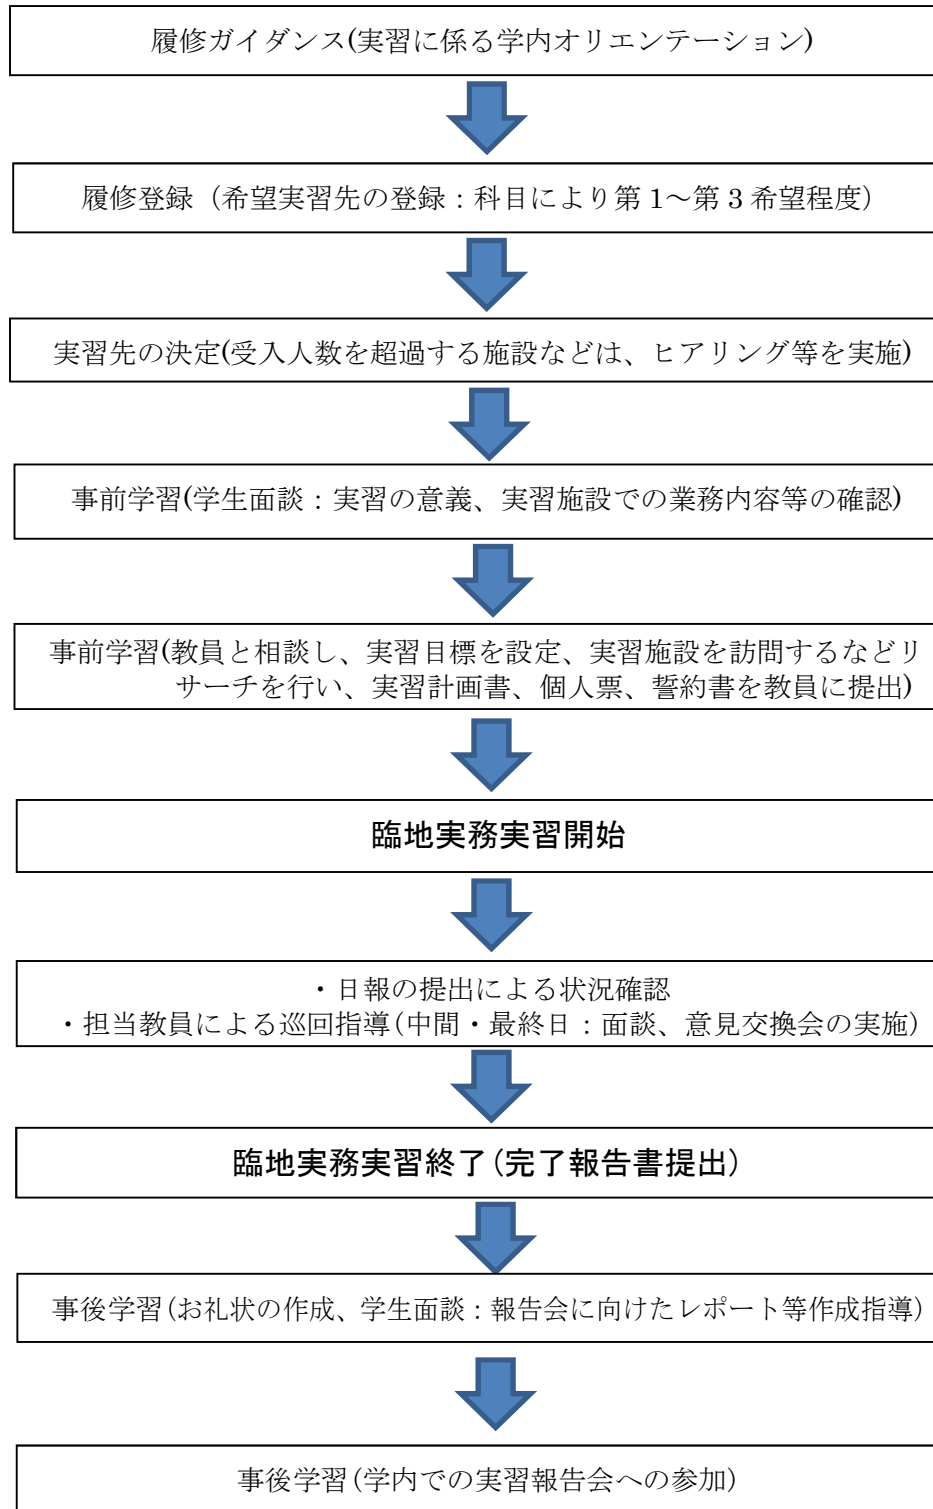 履修ガイダンス(実習に係る学内オリエンテーション)
履修登録（希望実習先の登録：科目により第1～第3希望程度）
実習先の決定(受入人数を超過する施設などは、ヒアリング等を実施)
事前学習(学生面談：実習の意義、実習施設での業務内容等の確認)
事前学習(教員と相談し、実習目標を設定、実習施設を訪問するなどリ
サーチを行い、実習計画書、個人票、誓約書を教員に提出)
臨地実務実習開始
・日報の提出による状況確認
・担当教員による巡回指導(中間・最終日：面談、意見交換会の実施)
臨地実務実習終了(完了報告書提出)
事後学習(お礼状の作成、学生面談：報告会に向けたレポート等作成指導)
事後学習(学内での実習報告会への参加)